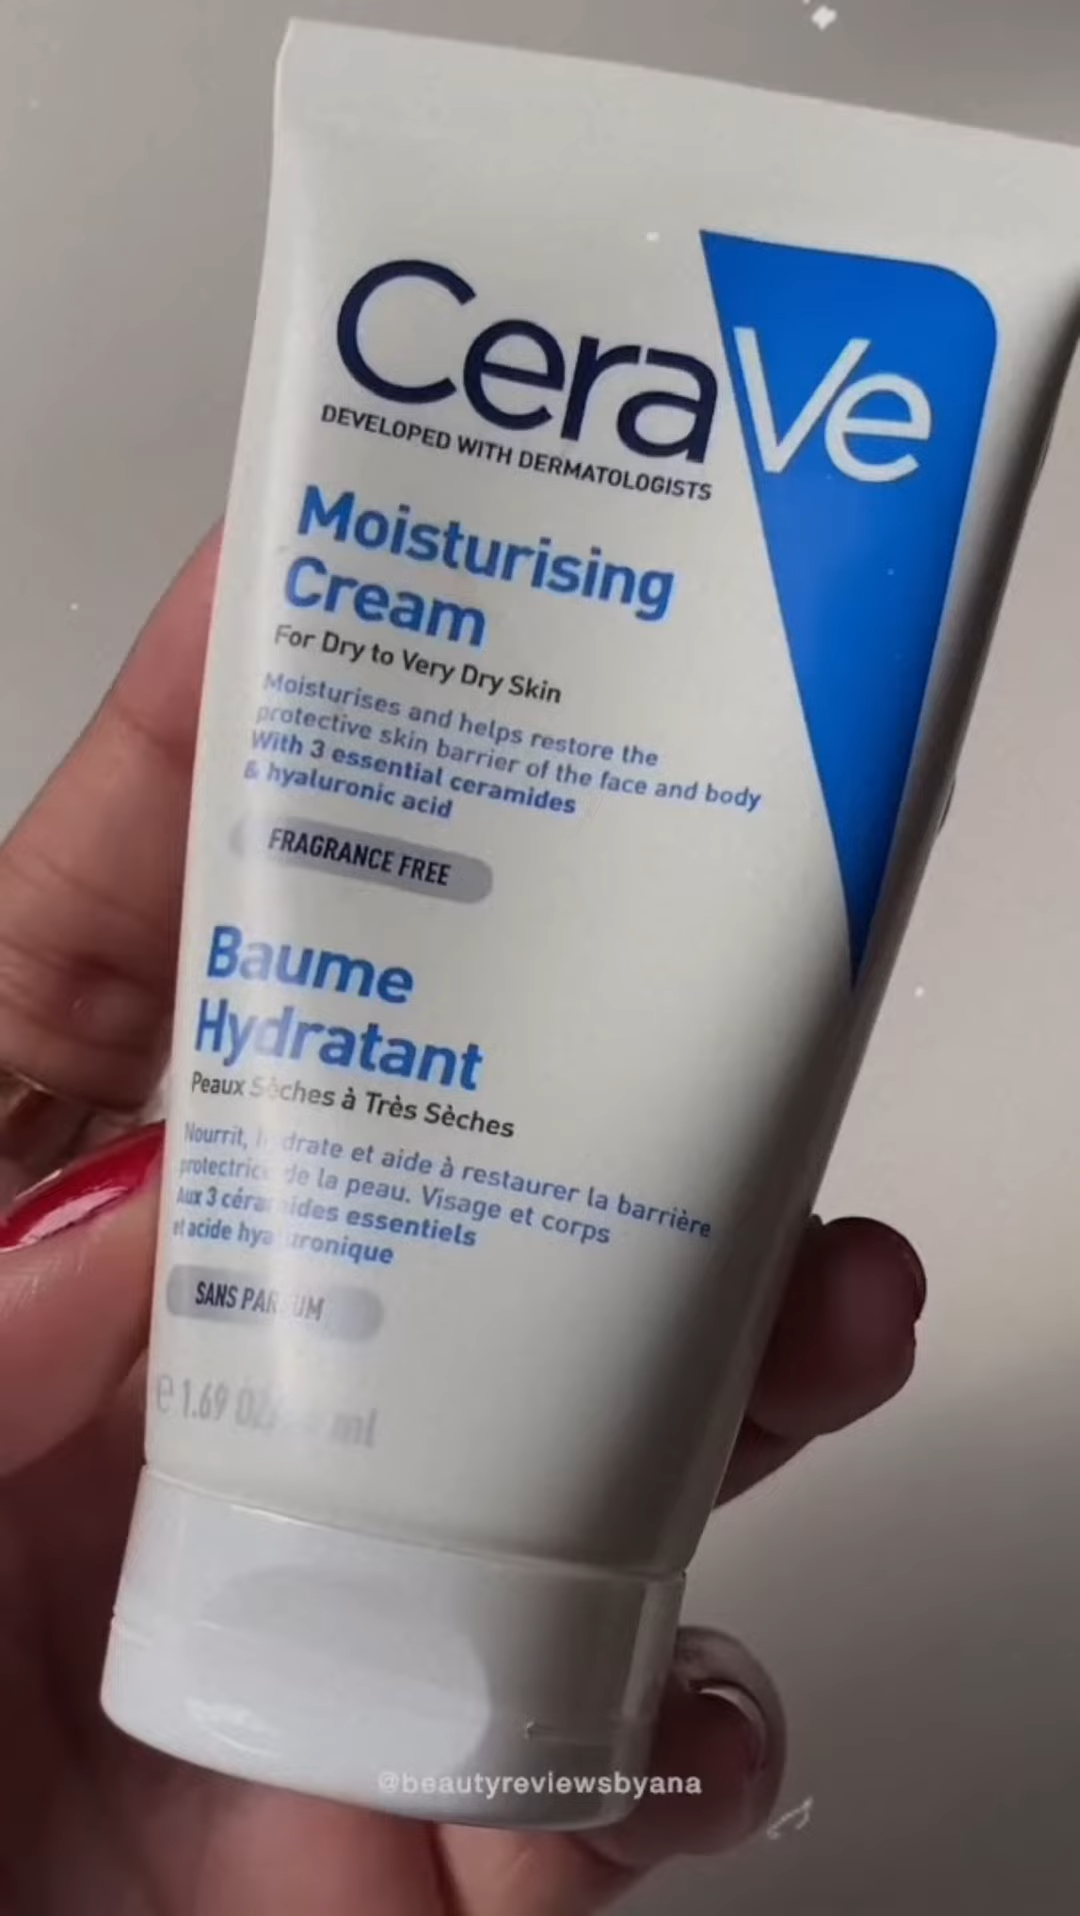 CeraVe
DEVELOPED WITH DERMATOLOGISTS
Moisturising
Cream
For Dry to Very Dry Skin
Moisturises and helps restore the
protective skin barrier of the face and body
With 3 essential ceramides
& hyaluronic acid
FRAGRANCE FREE
Baume
Hydratant
Peaux Sèches à Très Sèches
Nourrit, hydrate et aide à restaurer la barrière
protectrice de la peau. Visage et corps
Aux 3 céramides essentiels
et acide hyaluronique
SANS PARFUM
e 1.69 OZ ml
@beautyreviewsbyana